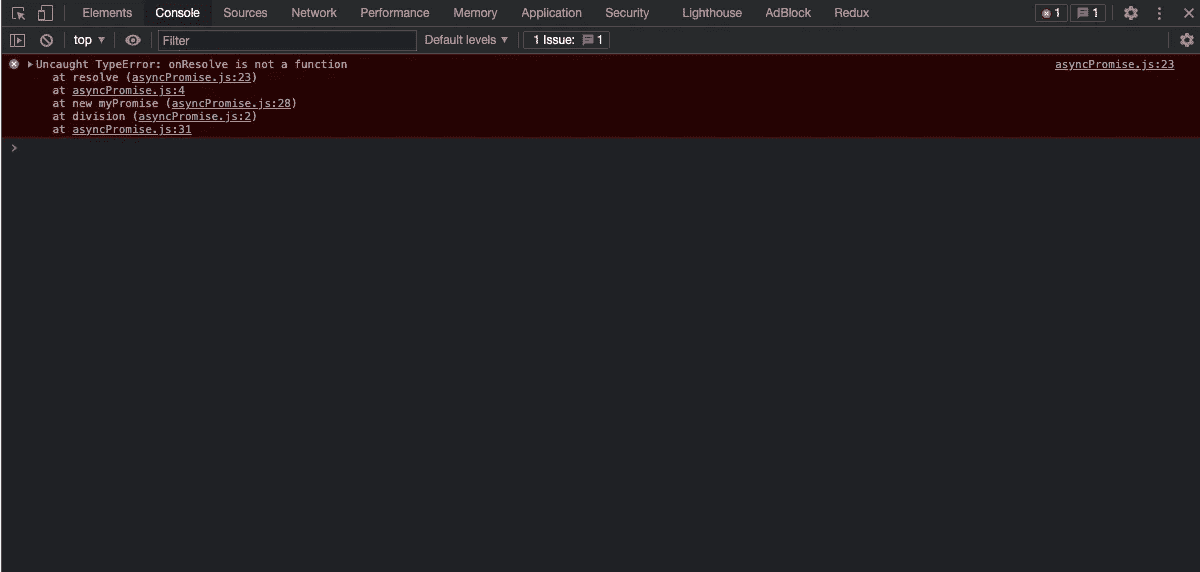 Elements Console Sources Network Performance Memory Application Security Lighthouse AdBlock Redux 1 1
top Filter Default levels 1 Issue: 1
Uncaught TypeError: onResolve is not a function asyncPromise.js:23
at resolve (asyncPromise.js:23)
at asyncPromise.js:4
at new myPromise (asyncPromise.js:28)
at division (asyncPromise.js:2)
at asyncPromise.js:31